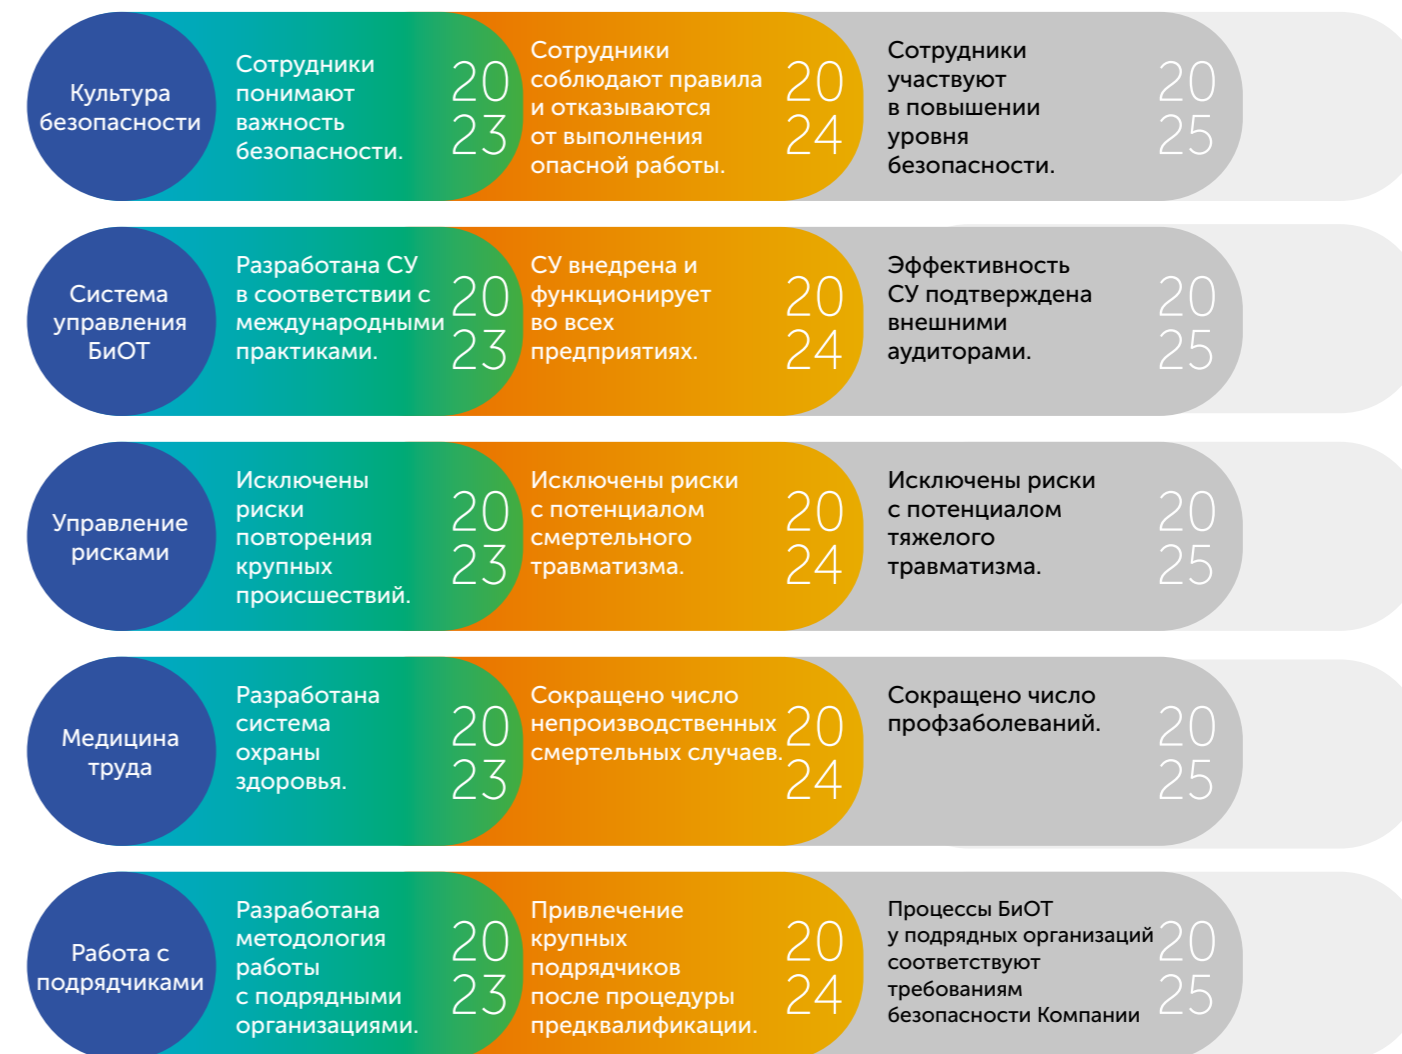 Культура
безопасности
Сотрудники
понимают
важность
безопасности.
20
23
Сотрудники
соблюдают правила
и отказываются
от выполнения
опасной работы.
20
24
Сотрудники
участвуют
в повышении
уровня
безопасности.
20
25
Система
управления
БиОТ
Разработана СУ
в соответствии с
международными
практиками.
20
23
СУ внедрена и
функционирует
во всех
предприятиях.
20
24
Эффективность
СУ подтверждена
внешними
аудиторами.
20
25
Управление
рисками
Исключены
риски
повторения
крупных
происшествий.
20
23
Исключены риски
с потенциалом
смертельного
травматизма.
20
24
Исключены риски
с потенциалом
тяжелого
травматизма.
20
25
Медицина
труда
Разработана
система
охраны
здоровья.
20
23
Сокращено число
непроизводственных
смертельных случаев.
20
24
Сокращено число
профзаболеваний.
20
25
Работа с
подрядчиками
Разработана
методология
работы
с подрядными
организациями.
20
23
Привлечение
крупных
подрядчиков
после процедуры
предквалификации.
20
24
Процессы БиОТ
у подрядных организаций
соответствуют
требованиям
безопасности Компании
20
25